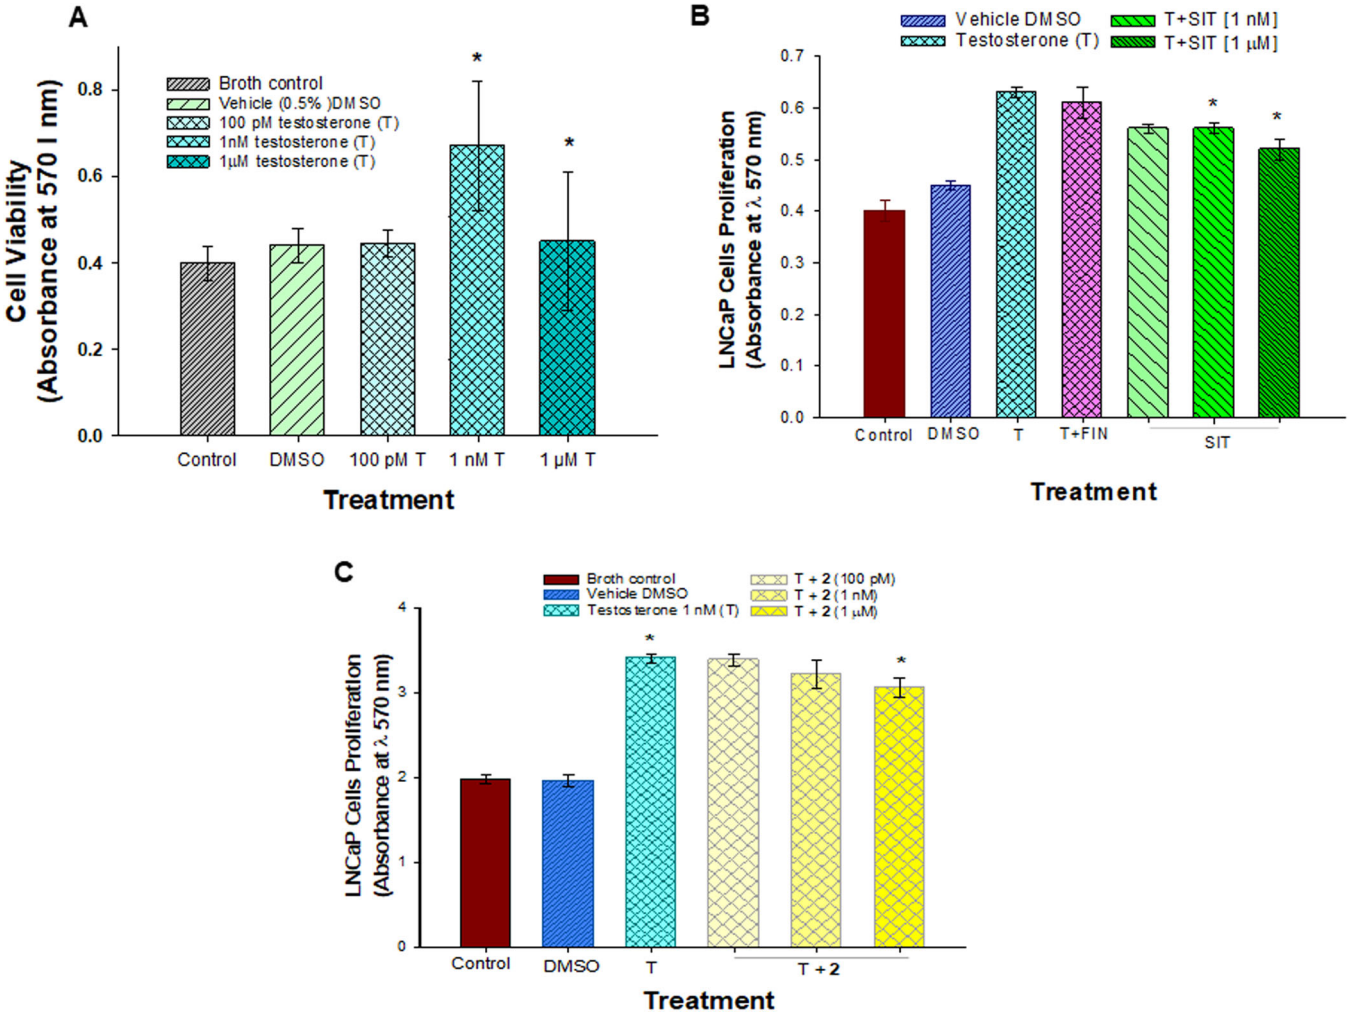 A
Cell Viability
(Absorbance at 570 l nm)
0.8
0.6
0.4
0.2
0.0
Broth control
Vehicle (0.5% )DMSO
100 pM testosterone (T)
1nM testosterone (T)
1µM testosterone (T)
*
*
Control DMSO 100 pM T 1 nM T 1 µM T
Treatment
B
Vehicle DMSO T+SIT [1 nM]
Testosterone (T) T+SIT [1 µM]
LNCaP Cells Proliferation
(Absorbance at λ 570 nm)
0.7
0.6
0.5
0.4
0.3
0.2
0.1
0.0
*
*
Control DMSO T T+FIN SIT
Treatment
C
Broth control T + 2 (100 pM)
Vehicle DMSO T + 2 (1 nM)
Testosterone 1 nM (T) T + 2 (1 µM)
LNCaP Cells Proliferation
(Absorbance at λ 570 nm)
4
3
2
1
0
*
*
Control DMSO T T + 2
Treatment